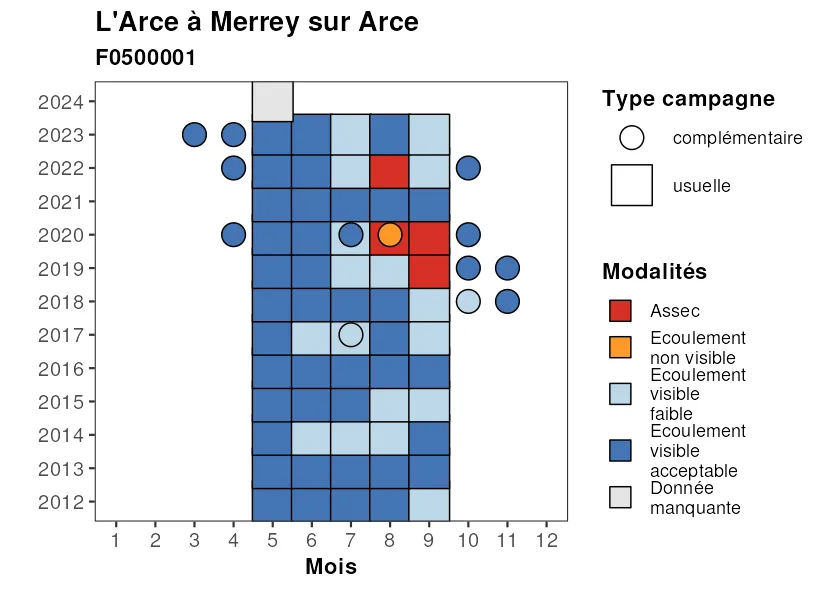 L'Arce à Merrey sur Arce
F0500001
2024
2023
2022
2021
2020
2019
2018
2017
2016
2015
2014
2013
2012
1 2 3 4 5 6 7 8 9 10 11 12
Mois
Type campagne
complémentaire
usuelle
Modalités
Assec
Ecoulement
non visible
Ecoulement
visible
faible
Ecoulement
visible
acceptable
Donnée
manquante